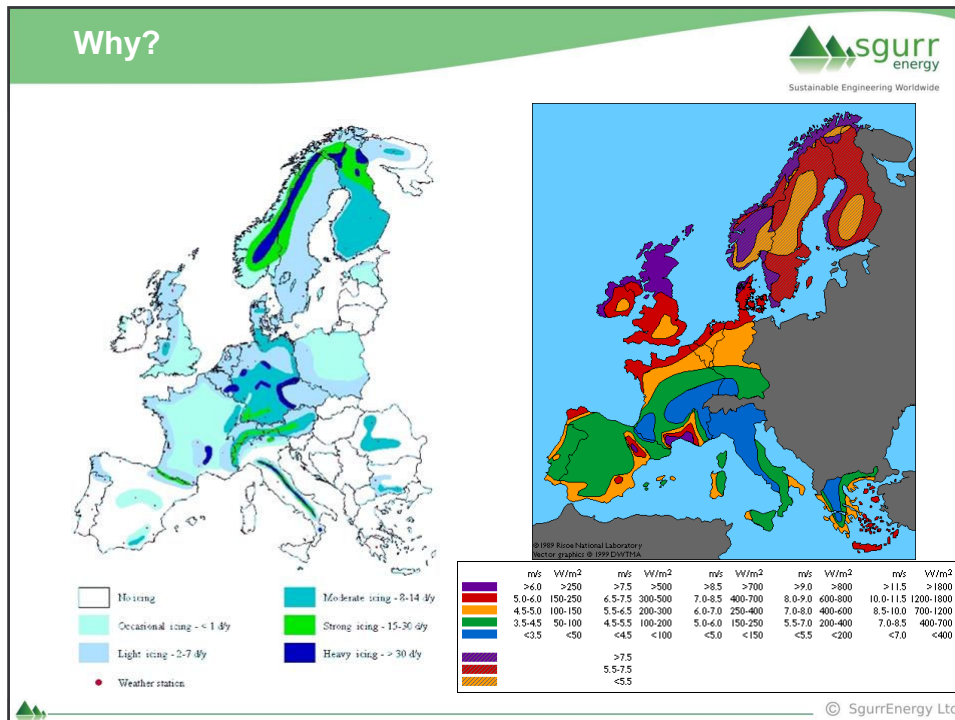 Why?
sgurr
energy
Sustainable Engineering Worldwide
©1989 Risoe National Laboratory
Vector graphics © 1999 DWTMA
No icing
Occasional icing - < 1 d/y
Light icing - 2-7 d/y
Weather station
Moderate icing - 8-14 d/y
Strong icing - 15-30 d/y
Heavy icing - > 30 d/y
m/s W/m² m/s W/m² m/s W/m² m/s W/m² m/s W/m²
>6.0 >250 >7.5 >500 >8.5 >700 >9.0 >800 >11.5 >1800
5.0-6.0 150-250 6.5-7.5 300-500 7.0-8.5 400-700 8.0-9.0 600-800 10.0-11.5 1200-1800
4.5-5.0 100-150 5.5-6.5 200-300 6.0-7.0 250-400 7.0-8.0 400-600 8.5-10.0 700-1200
3.5-4.5 50-100 4.5-5.5 100-200 5.0-6.0 150-250 5.5-7.0 200-400 7.0-8.5 400-700
<3.5 <50 <4.5 <100 <5.0 <150 <5.5 <200 <7.0 <400
>7.5
5.5-7.5
<5.5
© SgurrEnergy Ltd